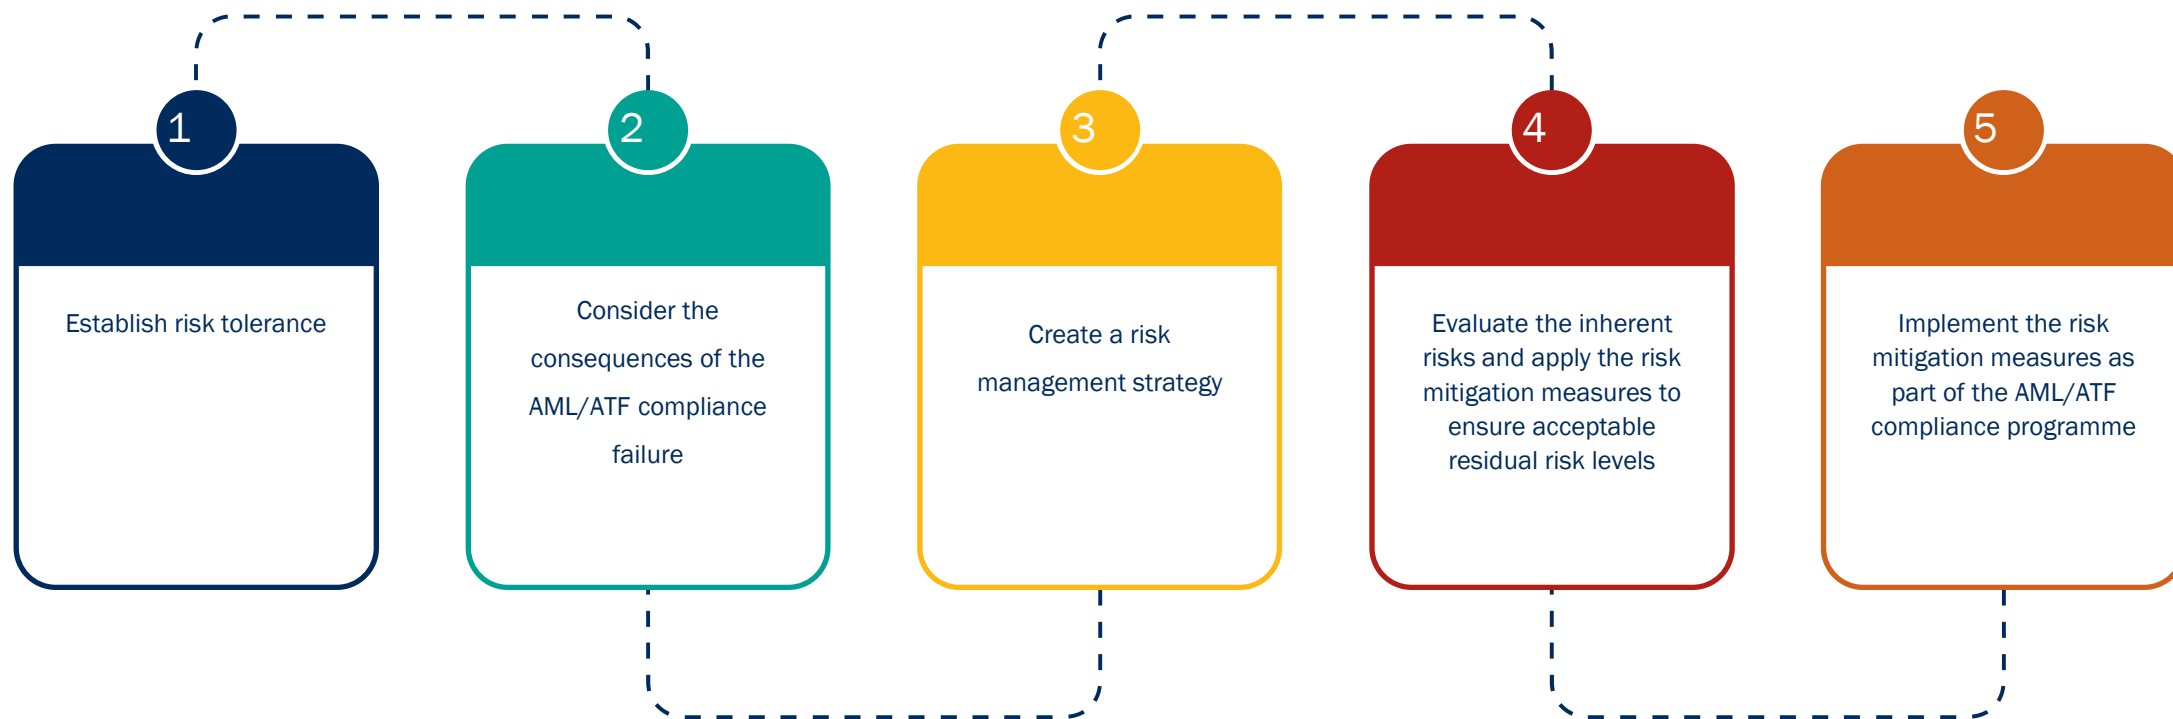 1
Establish risk tolerance
2
Consider the
consequences of the
AML/ATF compliance
failure
3
Create a risk
management strategy
4
Evaluate the inherent
risks and apply the risk
mitigation measures to
ensure acceptable
residual risk levels
5
Implement the risk
mitigation measures as
part of the AML/ATF
compliance programme